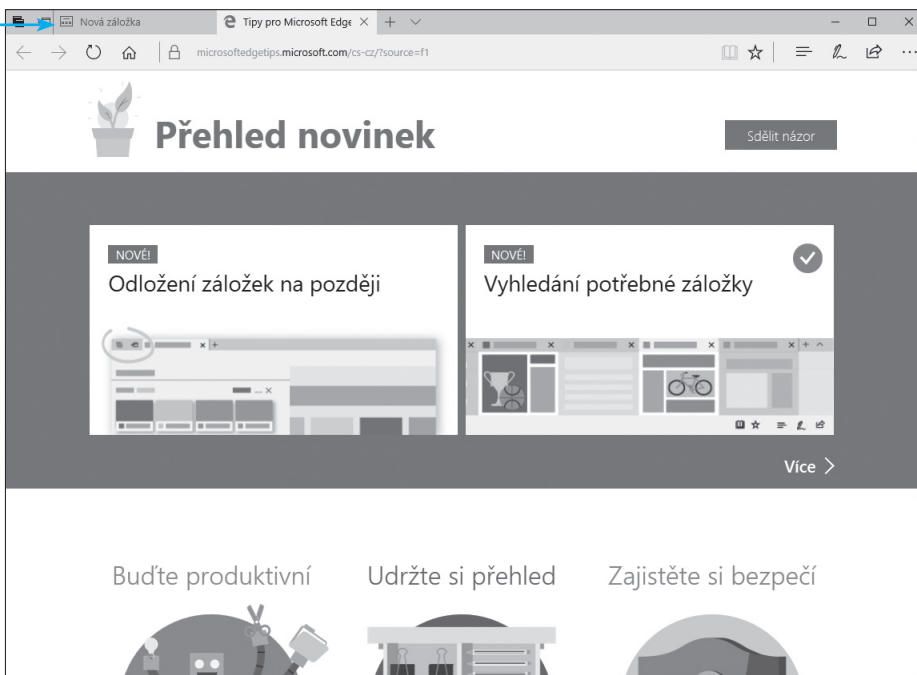 Nová záložka
Tipy pro Microsoft Edge
microsoftedgetips.microsoft.com/cs-cz/?source=f1
Přehled novinek
Sdělit názor
NOVÉ!
Odložení záložek na později
NOVÉ!
Vyhledání potřebné záložky
Více
Buďte produktivní
Udržte si přehled
Zajistěte si bezpečí